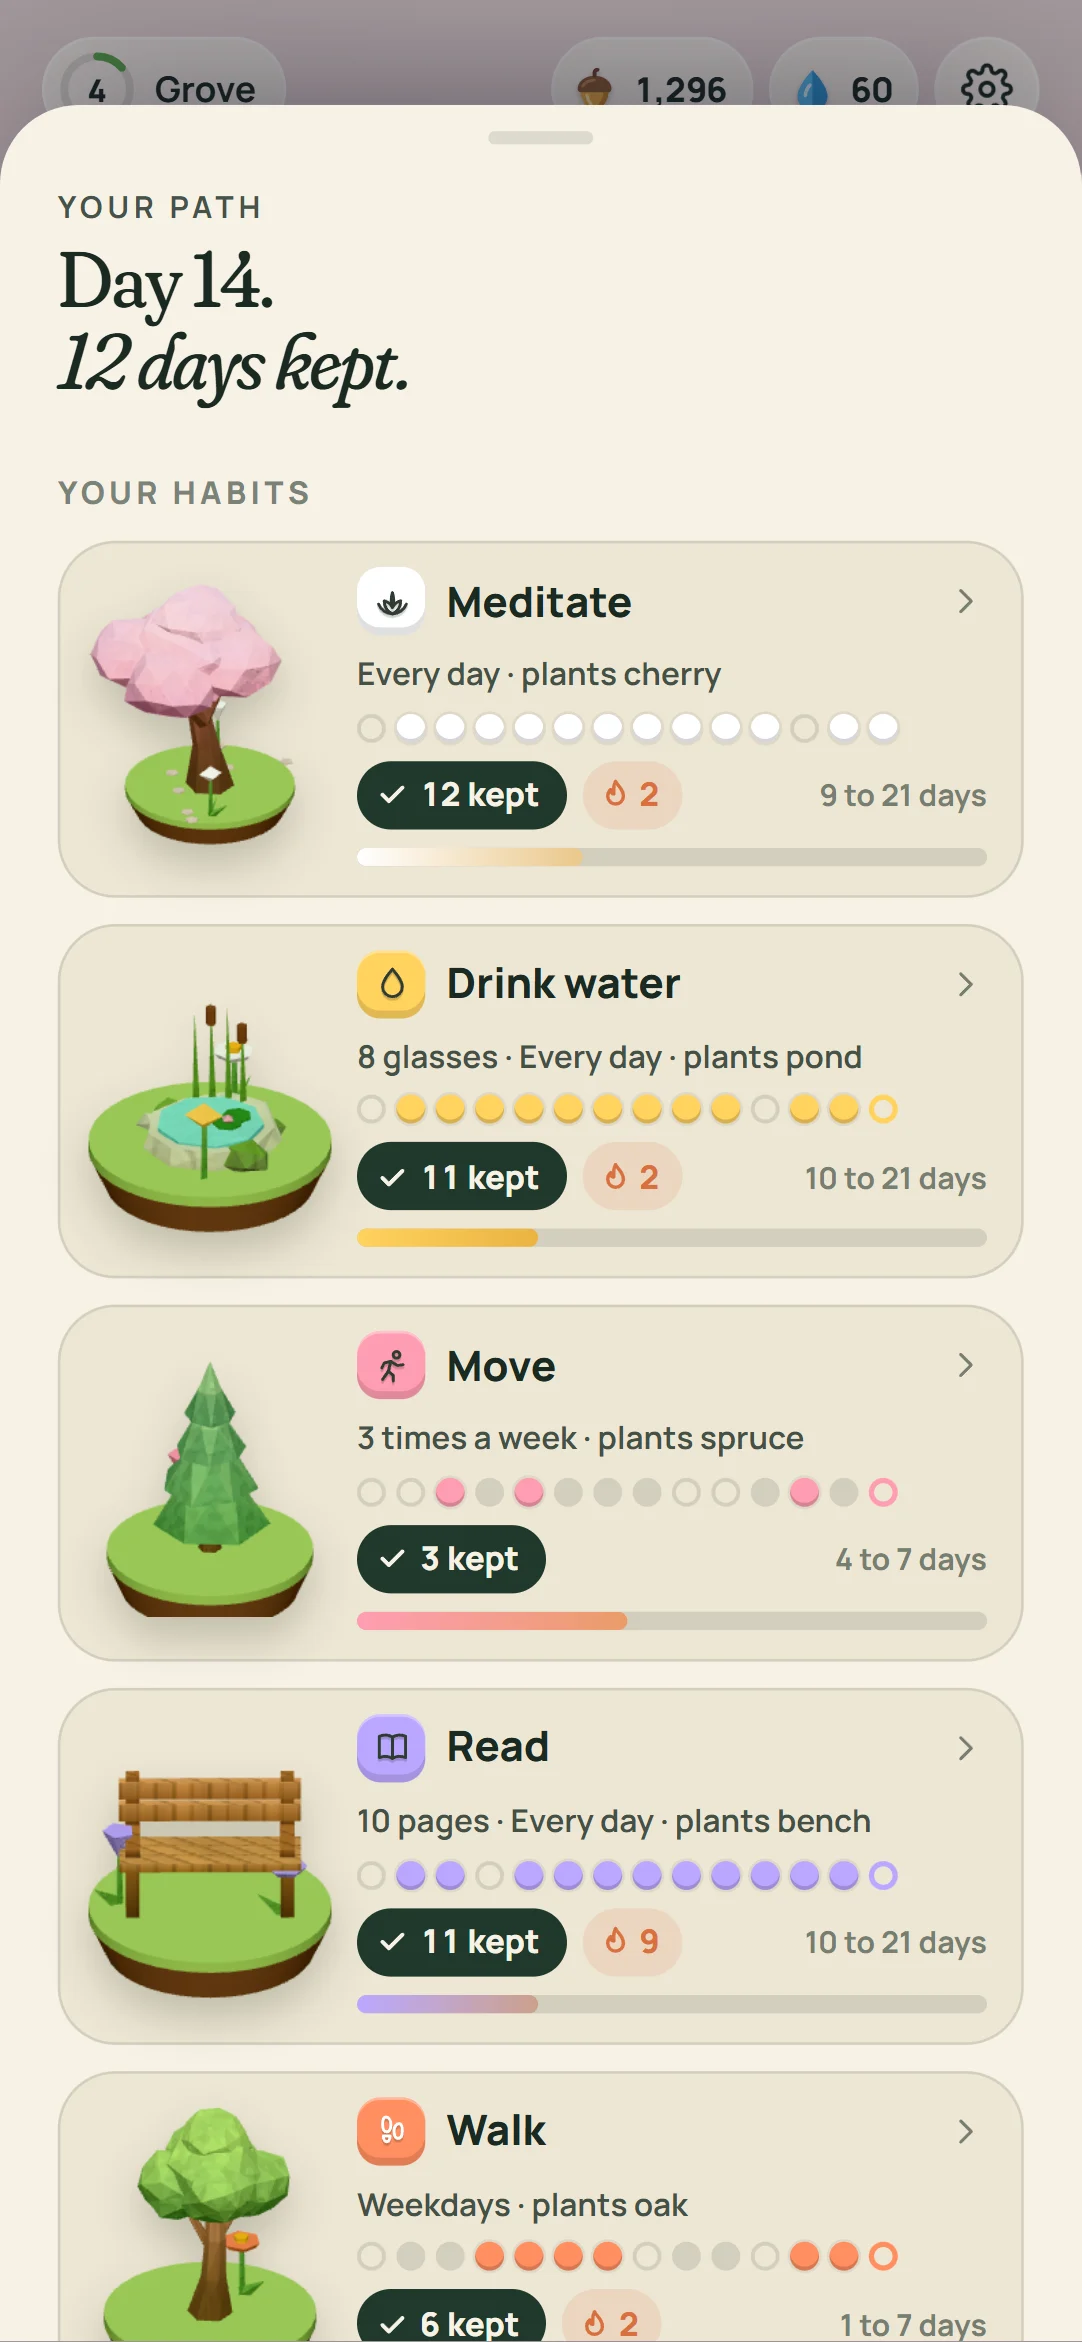 4 Grove 1,296 60
YOUR PATH
Day 14.
12 days kept.
YOUR HABITS
Meditate
Every day · plants cherry
12 kept 2 9 to 21 days
Drink water
8 glasses · Every day · plants pond
11 kept 2 10 to 21 days
Move
3 times a week · plants spruce
3 kept 4 to 7 days
Read
10 pages · Every day · plants bench
11 kept 9 10 to 21 days
Walk
Weekdays · plants oak
6 kept 2 1 to 7 days